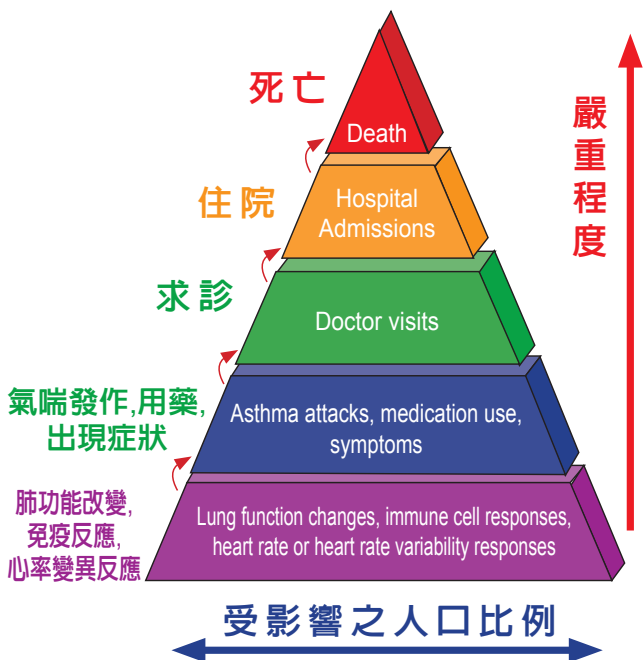 死亡
Death
嚴重程度
住院
Hospital
Admissions
求診
Doctor visits
氣喘發作,用藥,
出現症狀
Asthma attacks, medication use,
symptoms
肺功能改變,
免疫反應,
心率變異反應
Lung function changes, immune cell responses,
heart rate or heart rate variability responses
受影響之人口比例